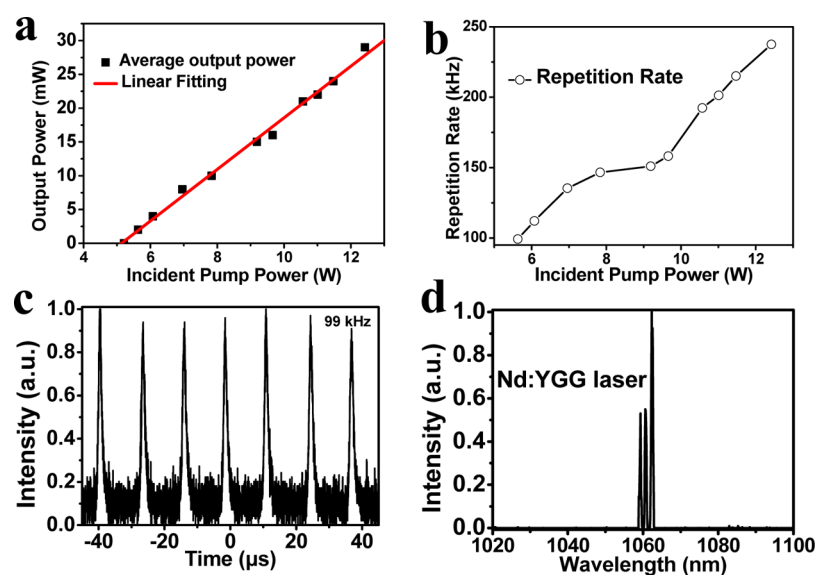 a
Output Power (mW)
30
25
20
15
10
5
0
Average output power
Linear Fitting
4 6 8 10 12
Incident Pump Power (W)
b
Repetition Rate (kHz)
250
200
150
100
Repetition Rate
6 8 10 12
Incident Pump Power (W)
c
Intensity (a.u.)
1.0
0.8
0.6
0.4
0.2
0.0
99 kHz
-40 -20 0 20 40
Time (µs)
d
Intensity (a.u.)
1.0
0.8
0.6
0.4
0.2
0.0
Nd:YGG laser
1020 1040 1060 1080 1100
Wavelength (nm)